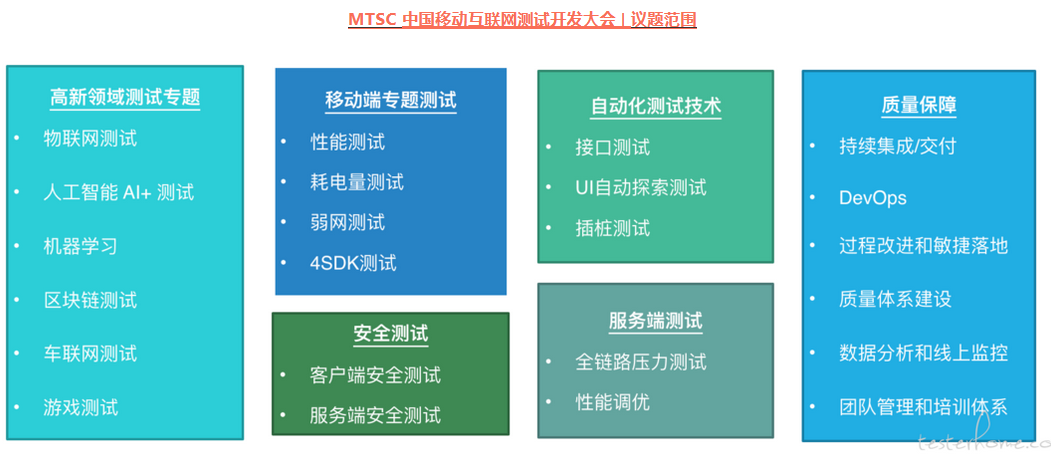 MTSC 中国移动互联网测试开发大会 | 议题范围
高新领域测试专题
• 物联网测试
• 人工智能 AI+ 测试
• 机器学习
• 区块链测试
• 车联网测试
• 游戏测试
移动端专题测试
• 性能测试
• 耗电量测试
• 弱网测试
• 4SDK测试
安全测试
• 客户端安全测试
• 服务端安全测试
自动化测试技术
• 接口测试
• UI自动探索测试
• 插桩测试
服务端测试
• 全链路压力测试
• 性能调优
质量保障
• 持续集成/交付
• DevOps
• 过程改进和敏捷落地
• 质量体系建设
• 数据分析和线上监控
• 团队管理和培训体系
testerhome.co